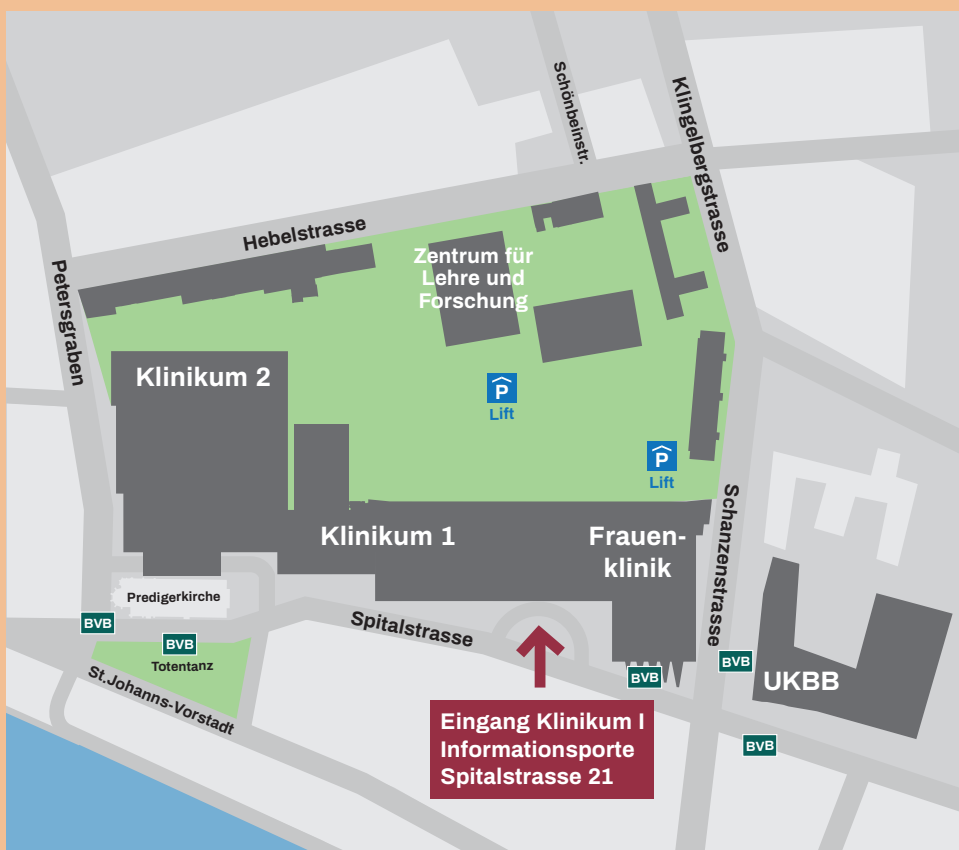 Schönbeinstr.
Klingelbergstrasse
Hebelstrasse
Petersgraben
Zentrum für
Lehre und
Forschung
Klinikum 2
P
Lift
P
Lift
Klinikum 1
Frauen-
klinik
Schanzenstrasse
Predigerkirche
BVB
BVB
Totentanz
Spitalstrasse
St.Johanns-Vorstadt
BVB
BVB
UKBB
BVB
Eingang Klinikum I
Informationsporte
Spitalstrasse 21